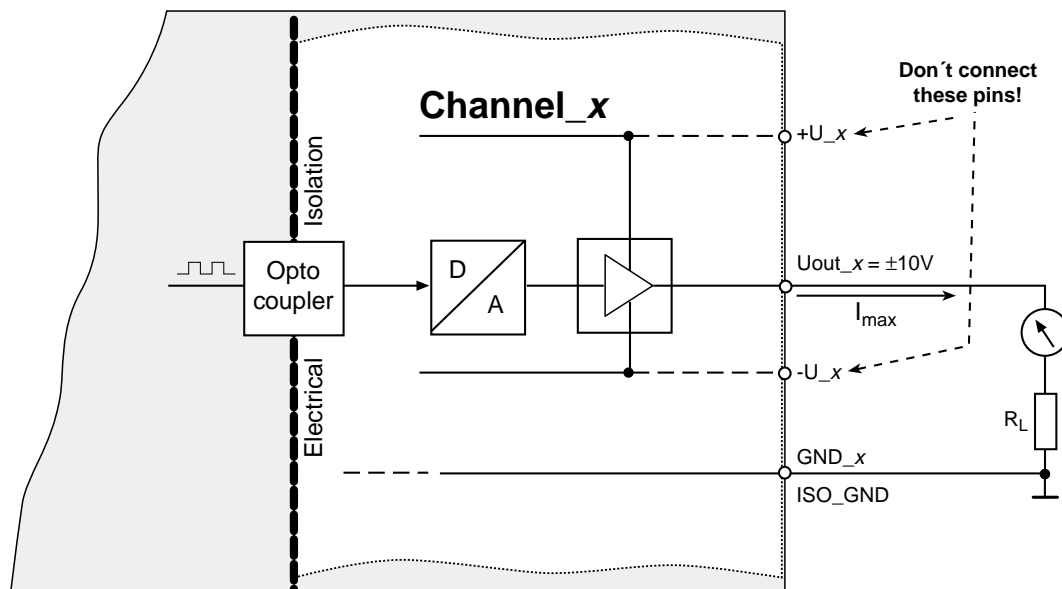 Don´t connect
these pins!
Channel_x
+U_x
Isolation
Opto
coupler
D
A
Uout_x = ±10V
Imax
Electrical
-U_x
RL
GND_x
ISO_GND